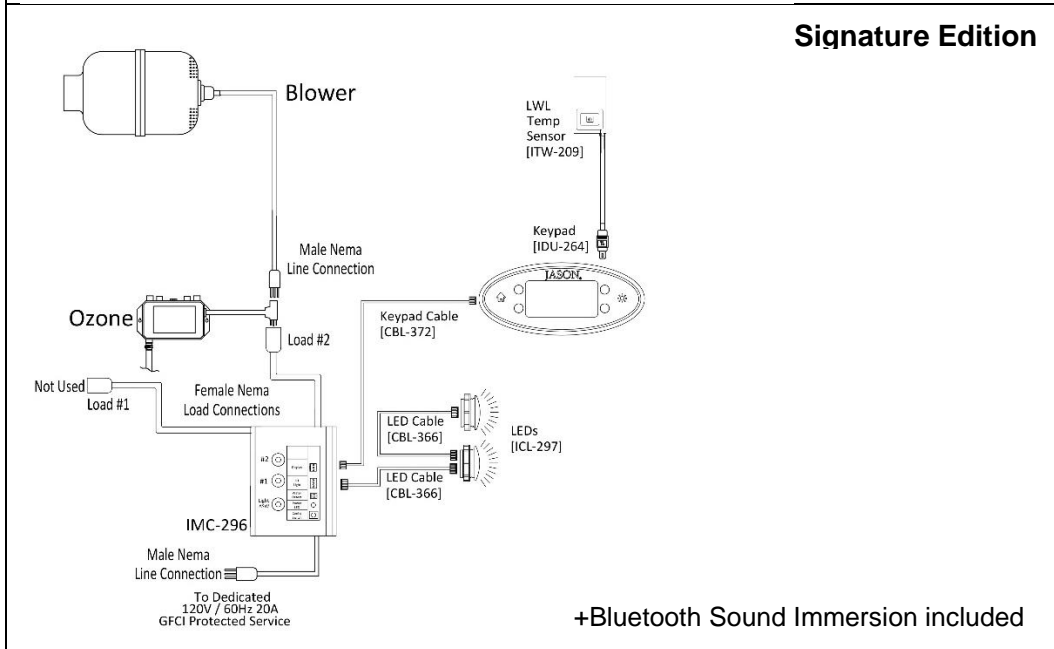 Signature Edition
Blower
LWL
Temp
Sensor
[ITW-209]
Male Nema
Line Connection
Keypad
[IDU-264]
JASON
Ozone
Keypad Cable
[CBL-372]
Load #2
Not Used
Load #1
Female Nema
Load Connections
LED Cable
[CBL-366]
LEDs
[ICL-297]
LED Cable
[CBL-366]
#2
#1
IMC-296
Male Nema
Line Connection
To Dedicated
120V / 60Hz 20A
GFCI Protected Service
+Bluetooth Sound Immersion included